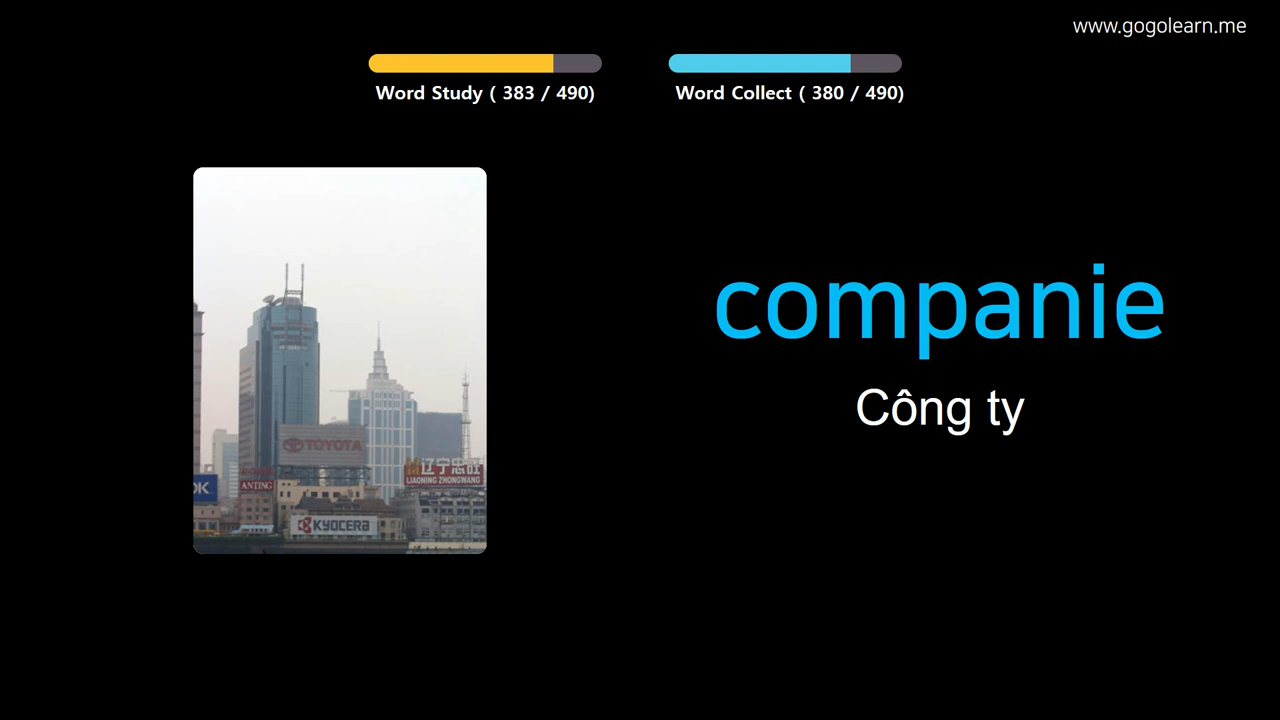 www.gogolearn.me
Word Study ( 383 / 490)
Word Collect ( 380 / 490)
companie
Công ty
TOYOTA
辽宁忠旺
LIAONING ZHONGWANG
OK
ANTING
KYOCERA